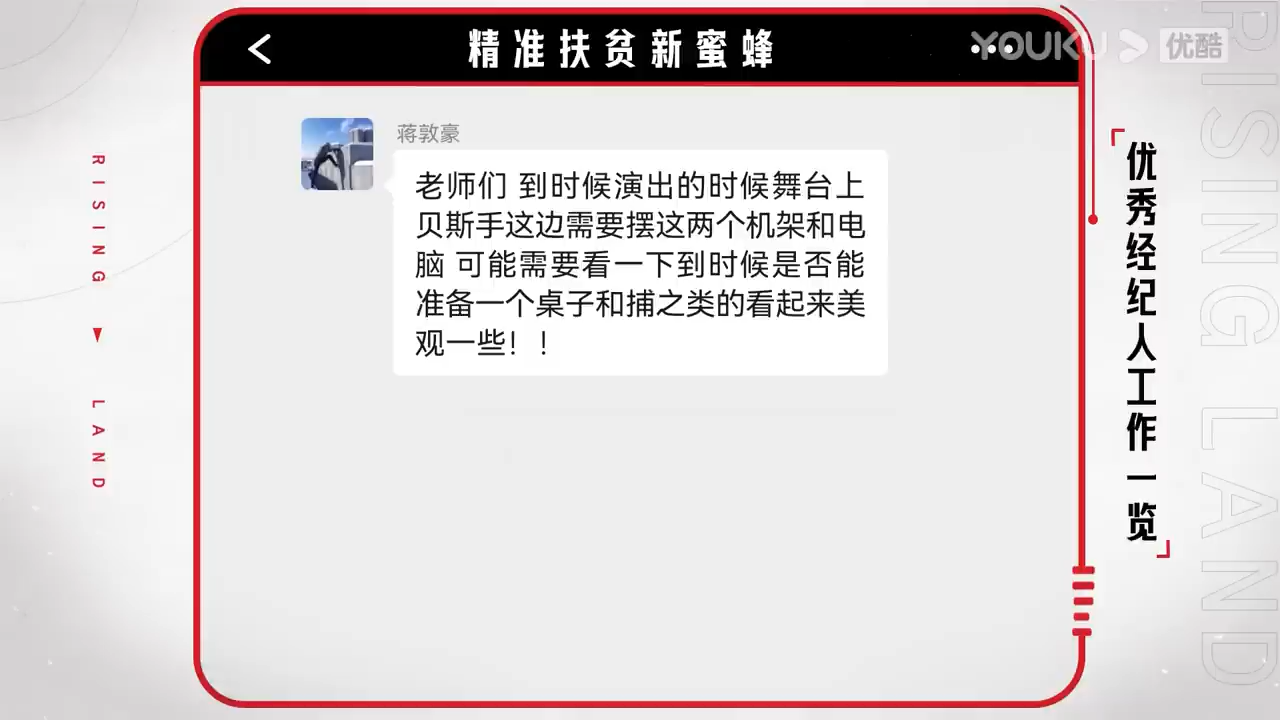 精准扶贫新蜜蜂
YOUKU 优酷
蒋敦豪
老师们 到时候演出的时候舞台上
贝斯手这边需要摆这两个机架和电
脑 可能需要看一下到时候是否能
准备一个桌子和捕之类的看起来美
观一些！！
优秀经纪人工作一览
RISING LAND
RISING LAND